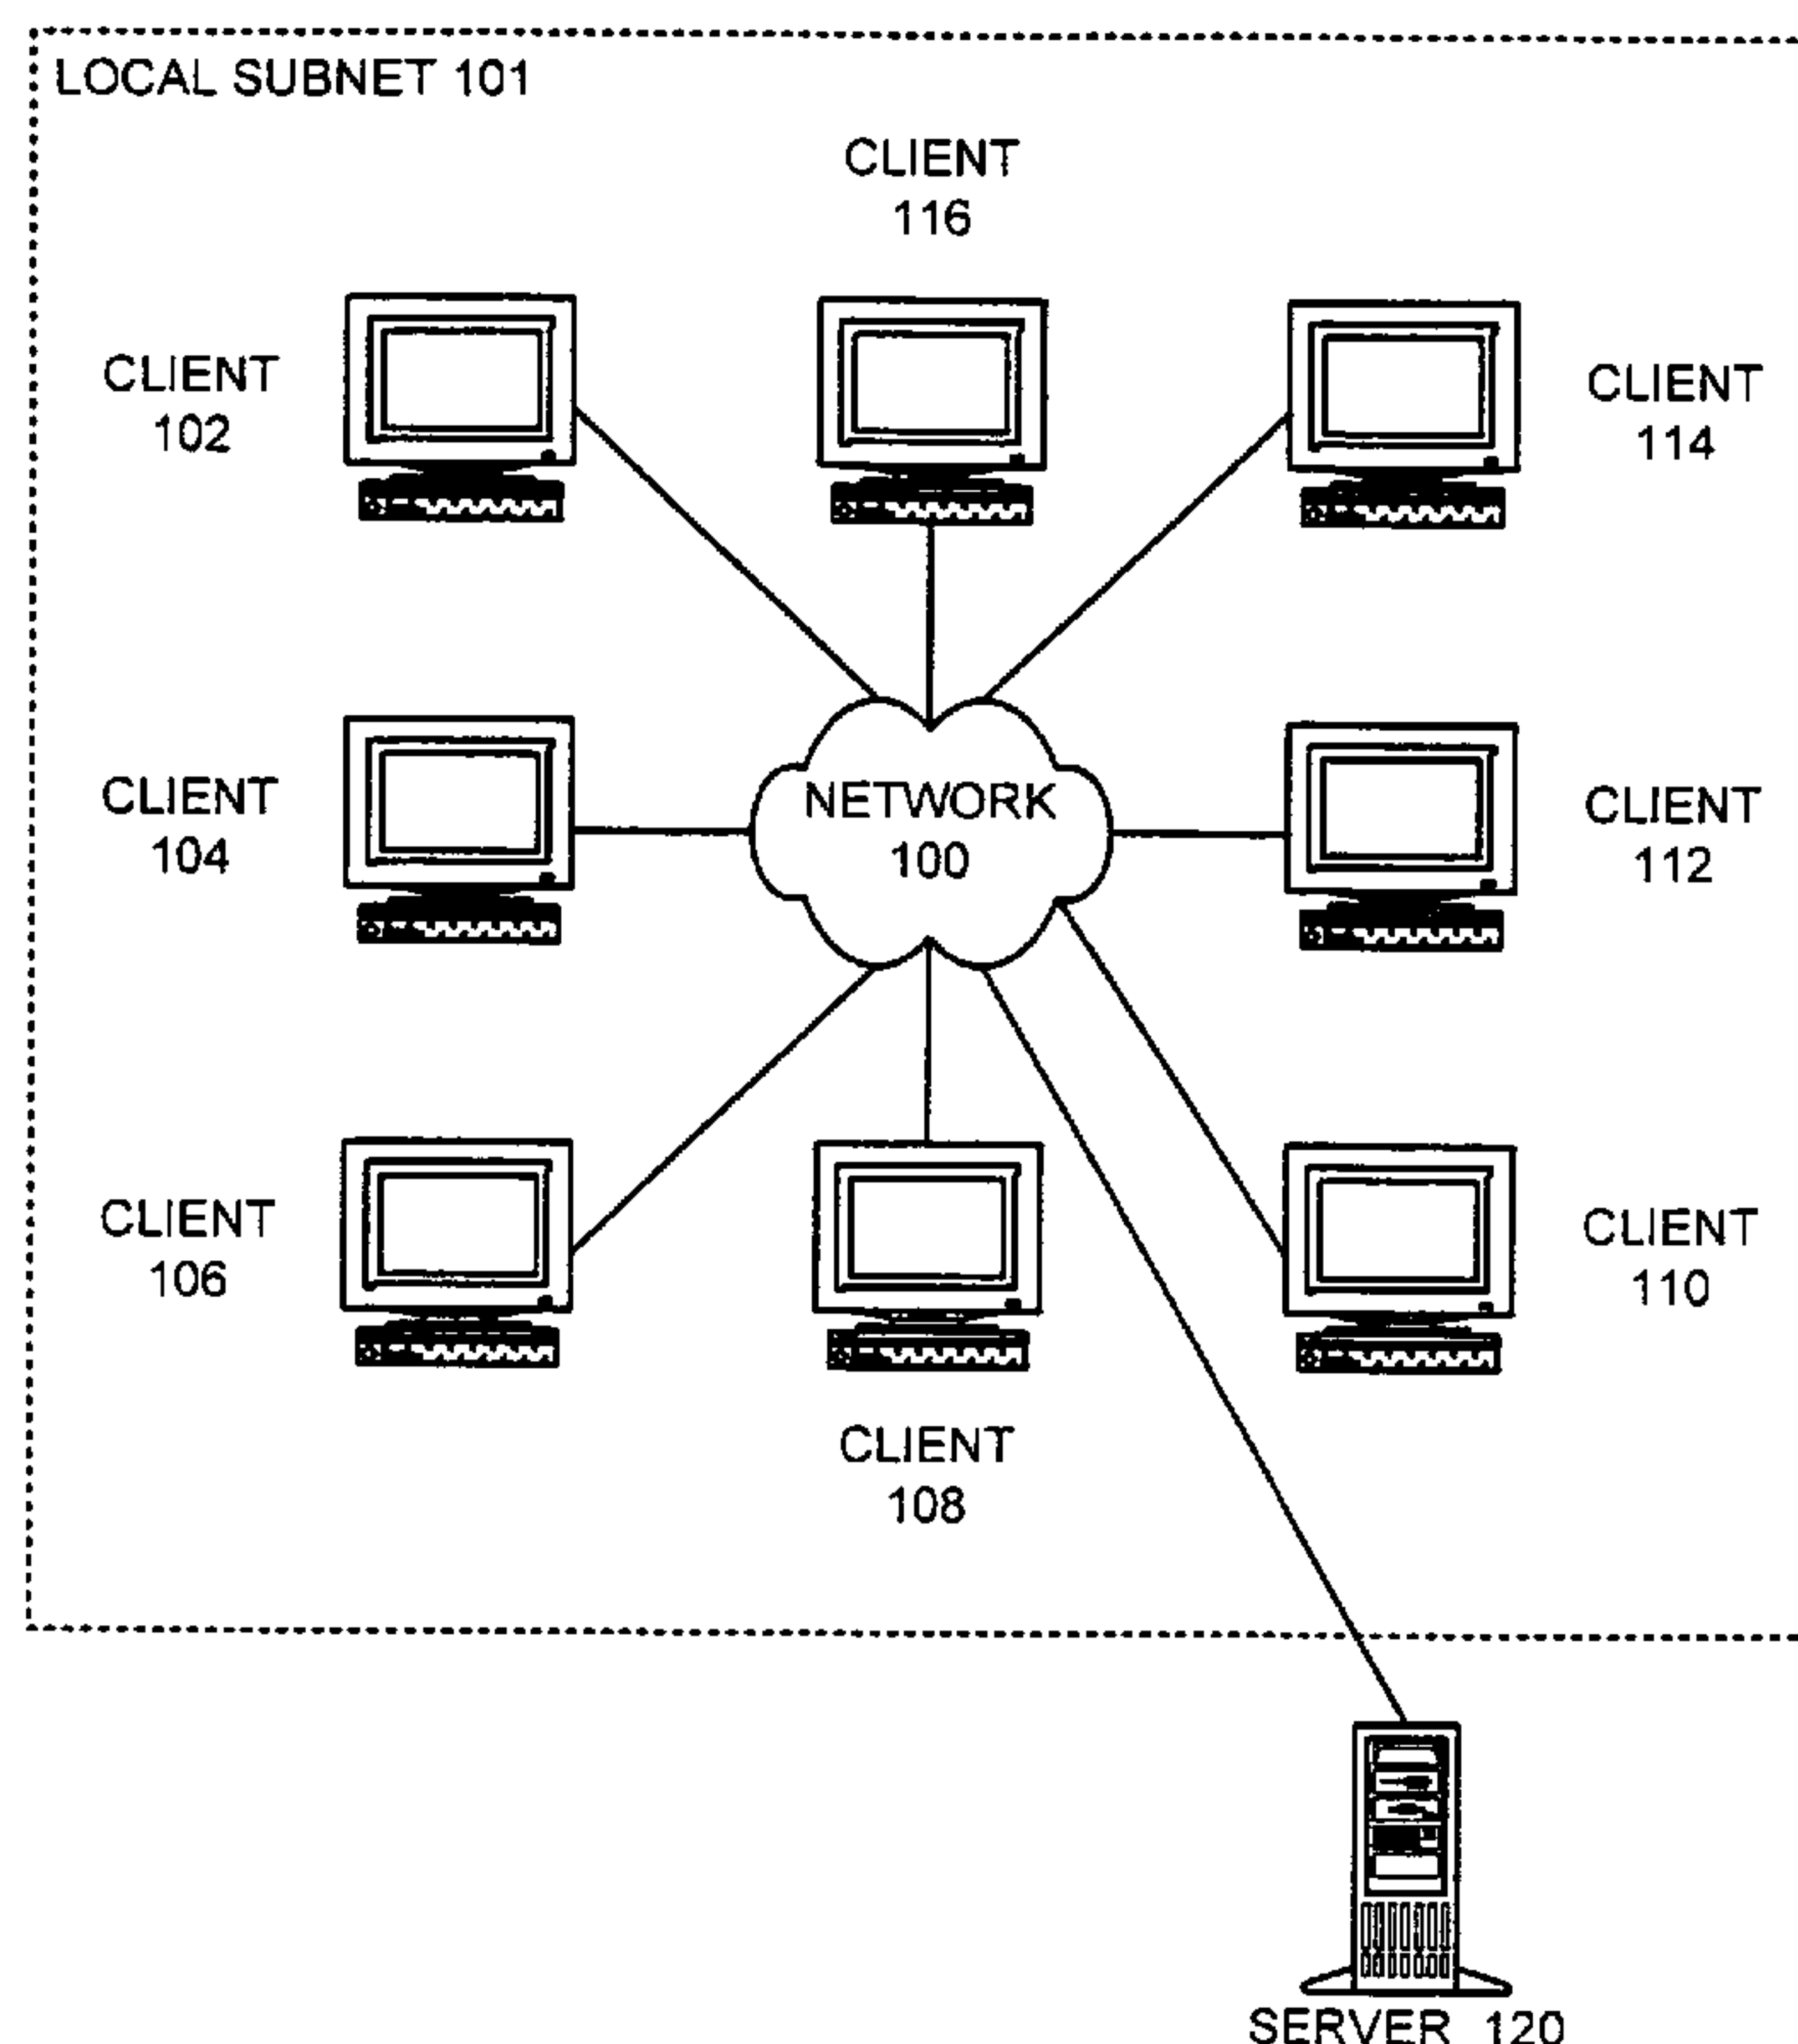 LOCAL SUBNET 101
CLIENT
116
CLIENT
102
CLIENT
114
CLIENT
104
NETWORK
100
CLIENT
112
CLIENT
106
CLIENT
110
CLIENT
108
SERVER 120